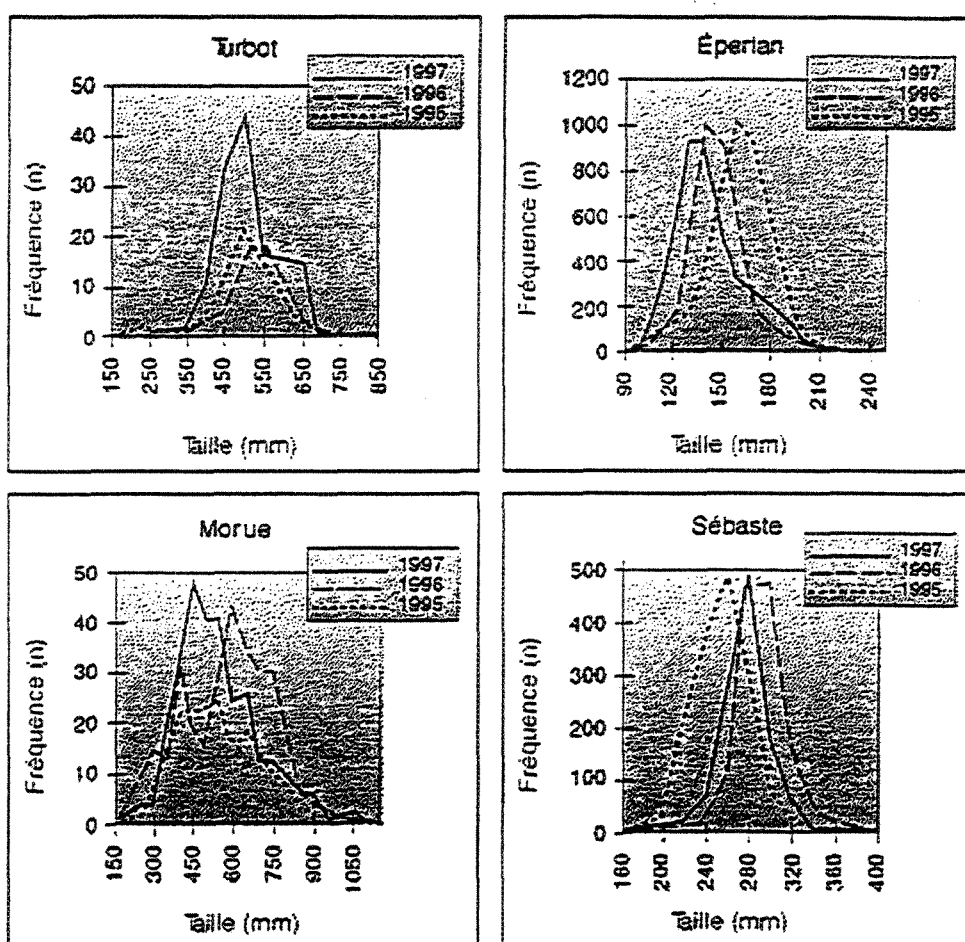 Turbot
1997
1996
1995
50
40
30
20
10
0
Fréquence (n)
150 250 350 450 550 650 750 850
Taille (mm)
Éperlan
1997
1996
1995
1200
1000
800
600
400
200
0
Fréquence (n)
90 120 150 180 210 240
Taille (mm)
Morue
1997
1996
1995
50
40
30
20
10
0
Fréquence (n)
150 300 450 600 750 900 1050
Taille (mm)
Sébaste
1997
1996
1995
500
400
300
200
100
0
Fréquence (n)
160 200 240 280 320 360 400
Taille (mm)